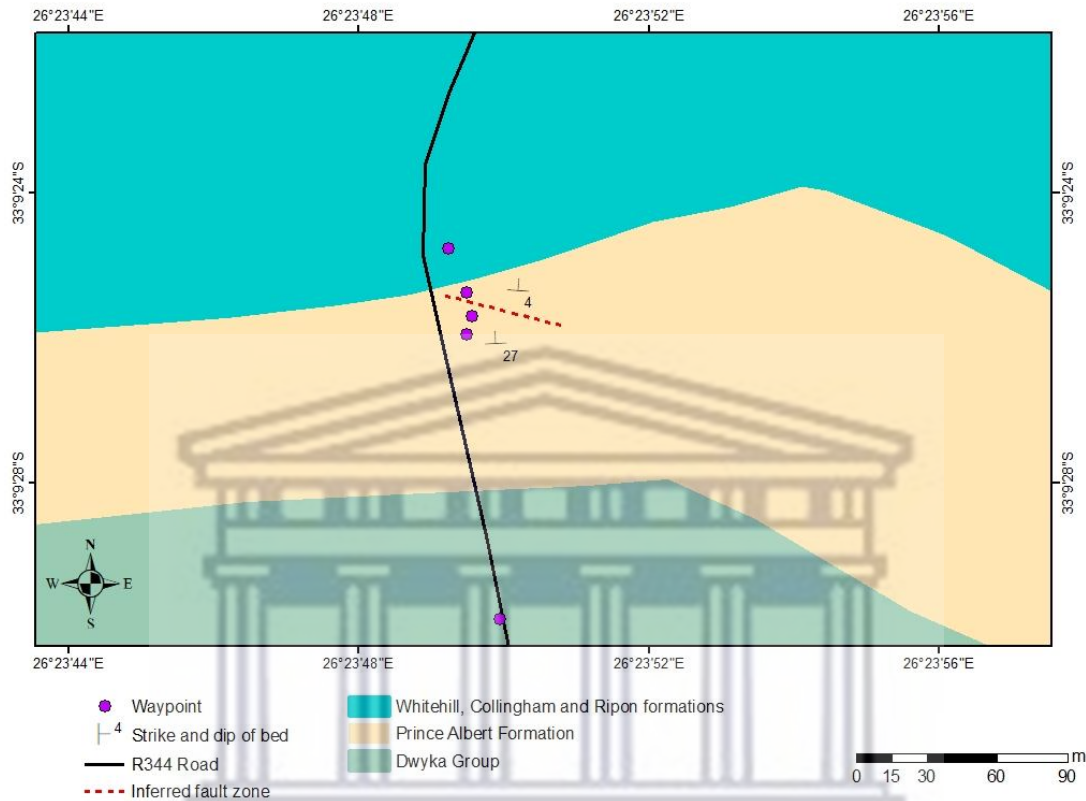 26°23'44"E 26°23'48"E 26°23'52"E 26°23'56"E
33°9'24"S 33°9'24"S
4
27
33°9'28"S 33°9'28"S
N
W E
S
26°23'44"E 26°23'48"E 26°23'52"E 26°23'56"E
Waypoint Whitehill, Collingham and Ripon formations
4 Strike and dip of bed Prince Albert Formation
R344 Road Dwyka Group
Inferred fault zone
m
0 15 30 60 90